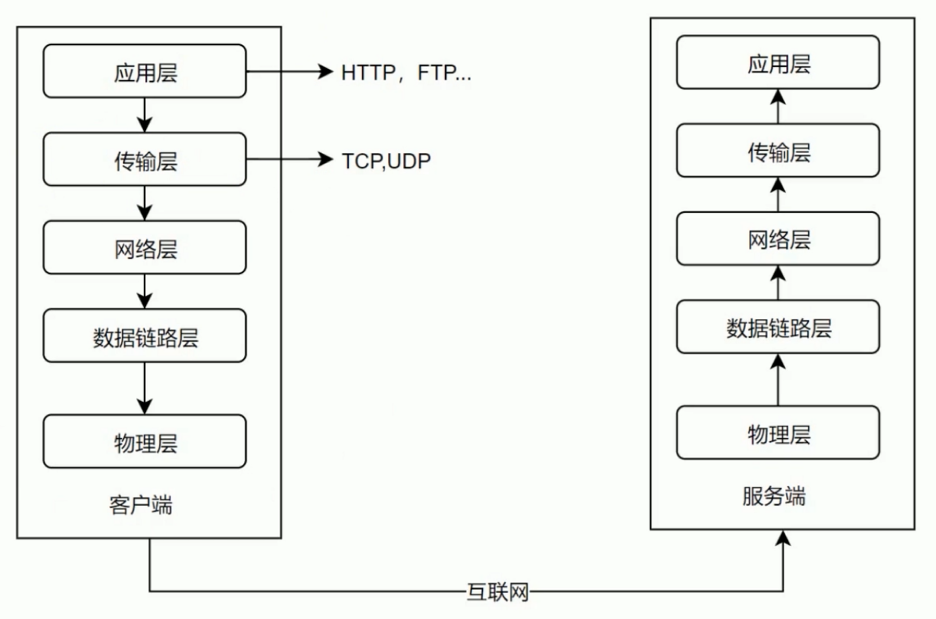 应用层
HTTP，FTP...
传输层
TCP,UDP
网络层
数据链路层
物理层
客户端
应用层
传输层
网络层
数据链路层
物理层
服务端
互联网